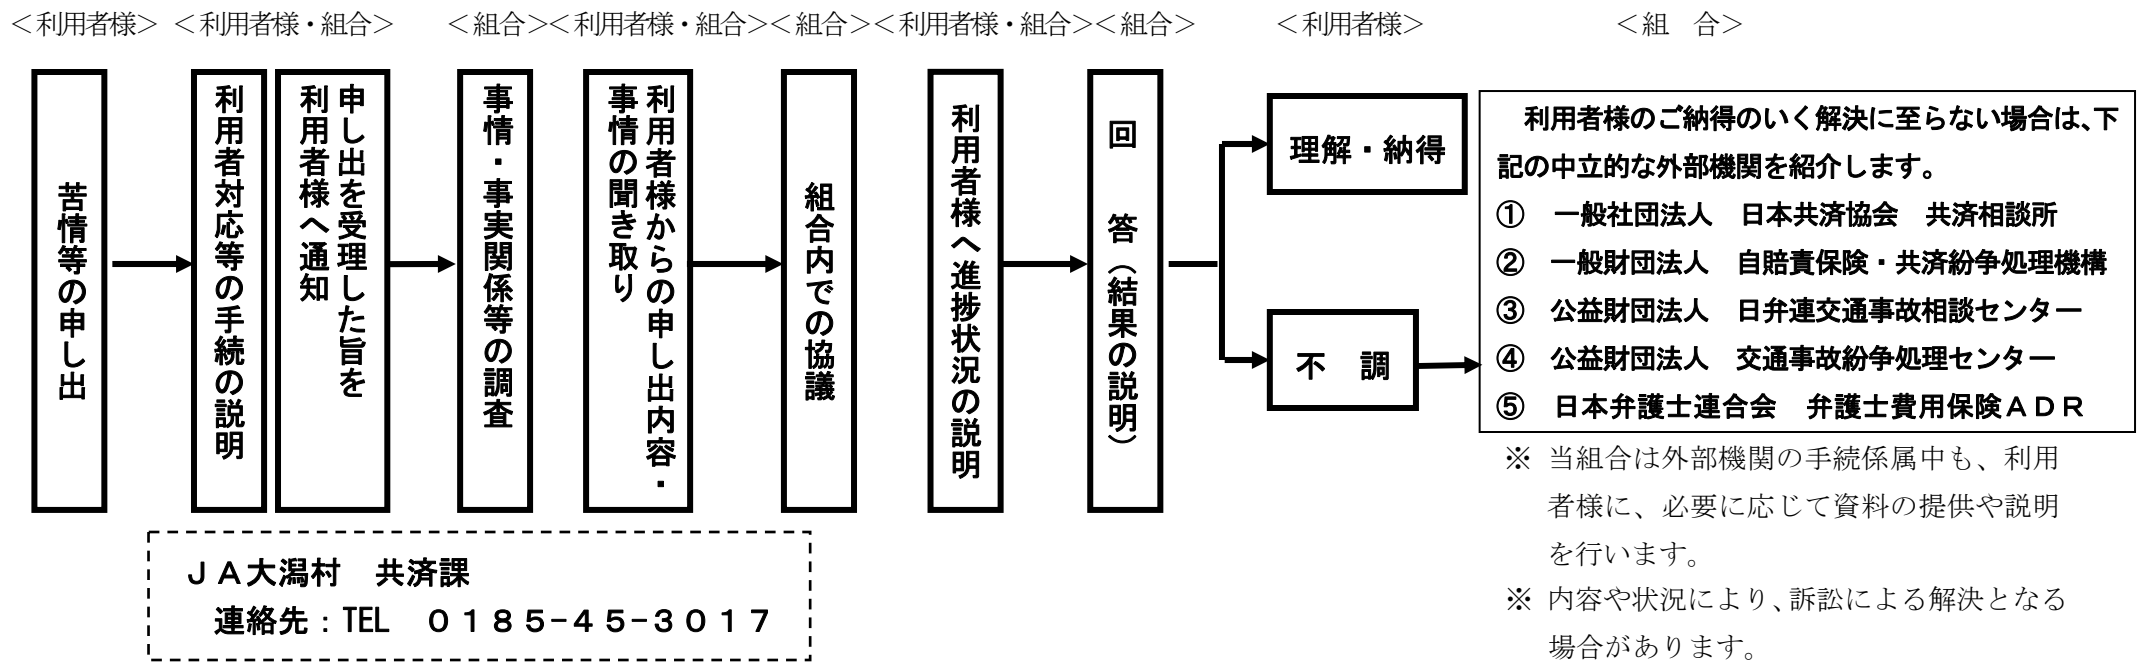 ＜利用者様＞ ＜利用者様・組合＞ ＜組合＞＜利用者様・組合＞＜組合＞＜利用者様・組合＞＜組合＞ ＜利用者様＞ ＜組　合＞
苦情等の申し出
利用者対応等の手続の説明
申し出を受理した旨を
利用者様へ通知
事情・事実関係等の調査
利用者様からの申し出内容・
事情の聞き取り
組合内での協議
利用者様へ進捗状況の説明
回　答（結果の説明）
理解・納得
不　調
利用者様のご納得のいく解決に至らない場合は、下
記の中立的な外部機関を紹介します。
①　一般社団法人　日本共済協会　共済相談所
②　一般財団法人　自賠責保険・共済紛争処理機構
③　公益財団法人　日弁連交通事故相談センター
④　公益財団法人　交通事故紛争処理センター
⑤　日本弁護士連合会　弁護士費用保険ＡＤＲ
※ 当組合は外部機関の手続係属中も、利用
者様に、必要に応じて資料の提供や説明
を行います。
※ 内容や状況により、訴訟による解決となる
場合があります。
ＪＡ大潟村　共済課
連絡先：TEL　０１８５−４５−３０１７